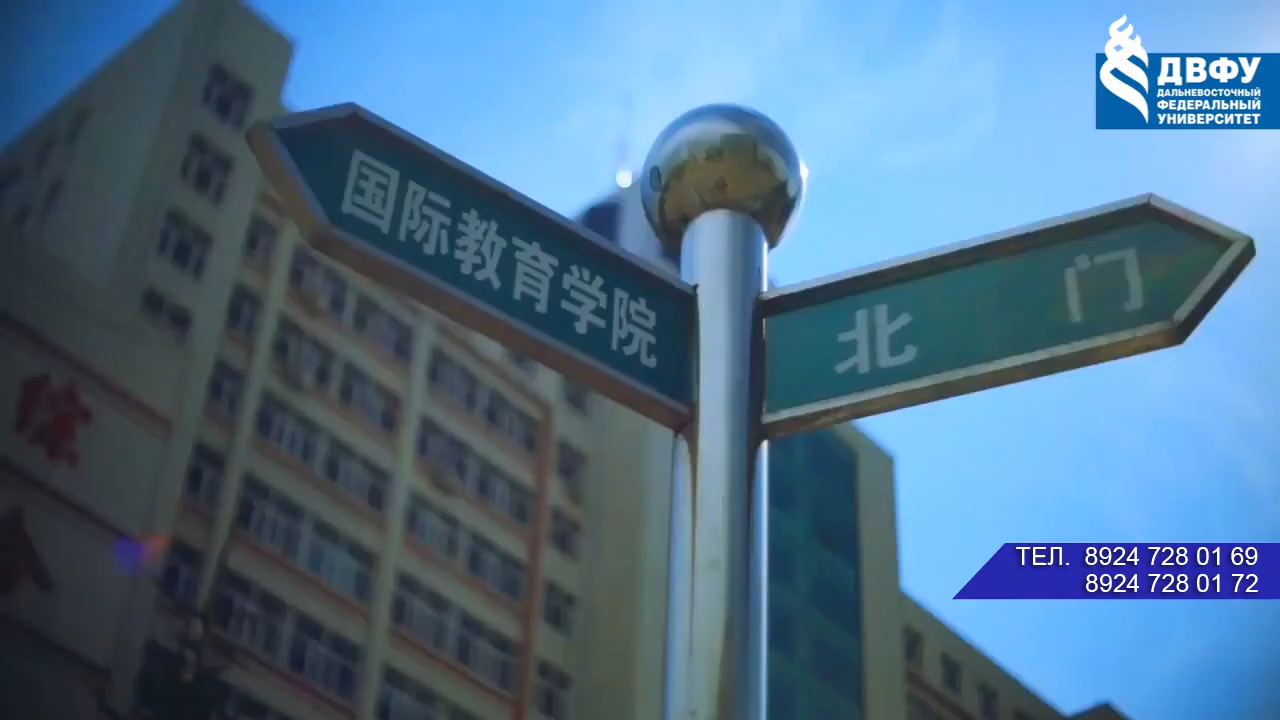 ДВФУ
ДАЛЬНЕВОСТОЧНЫЙ
ФЕДЕРАЛЬНЫЙ
УНИВЕРСИТЕТ
国际教育学院
北 门
ТЕЛ. 8924 728 01 69
8924 728 01 72